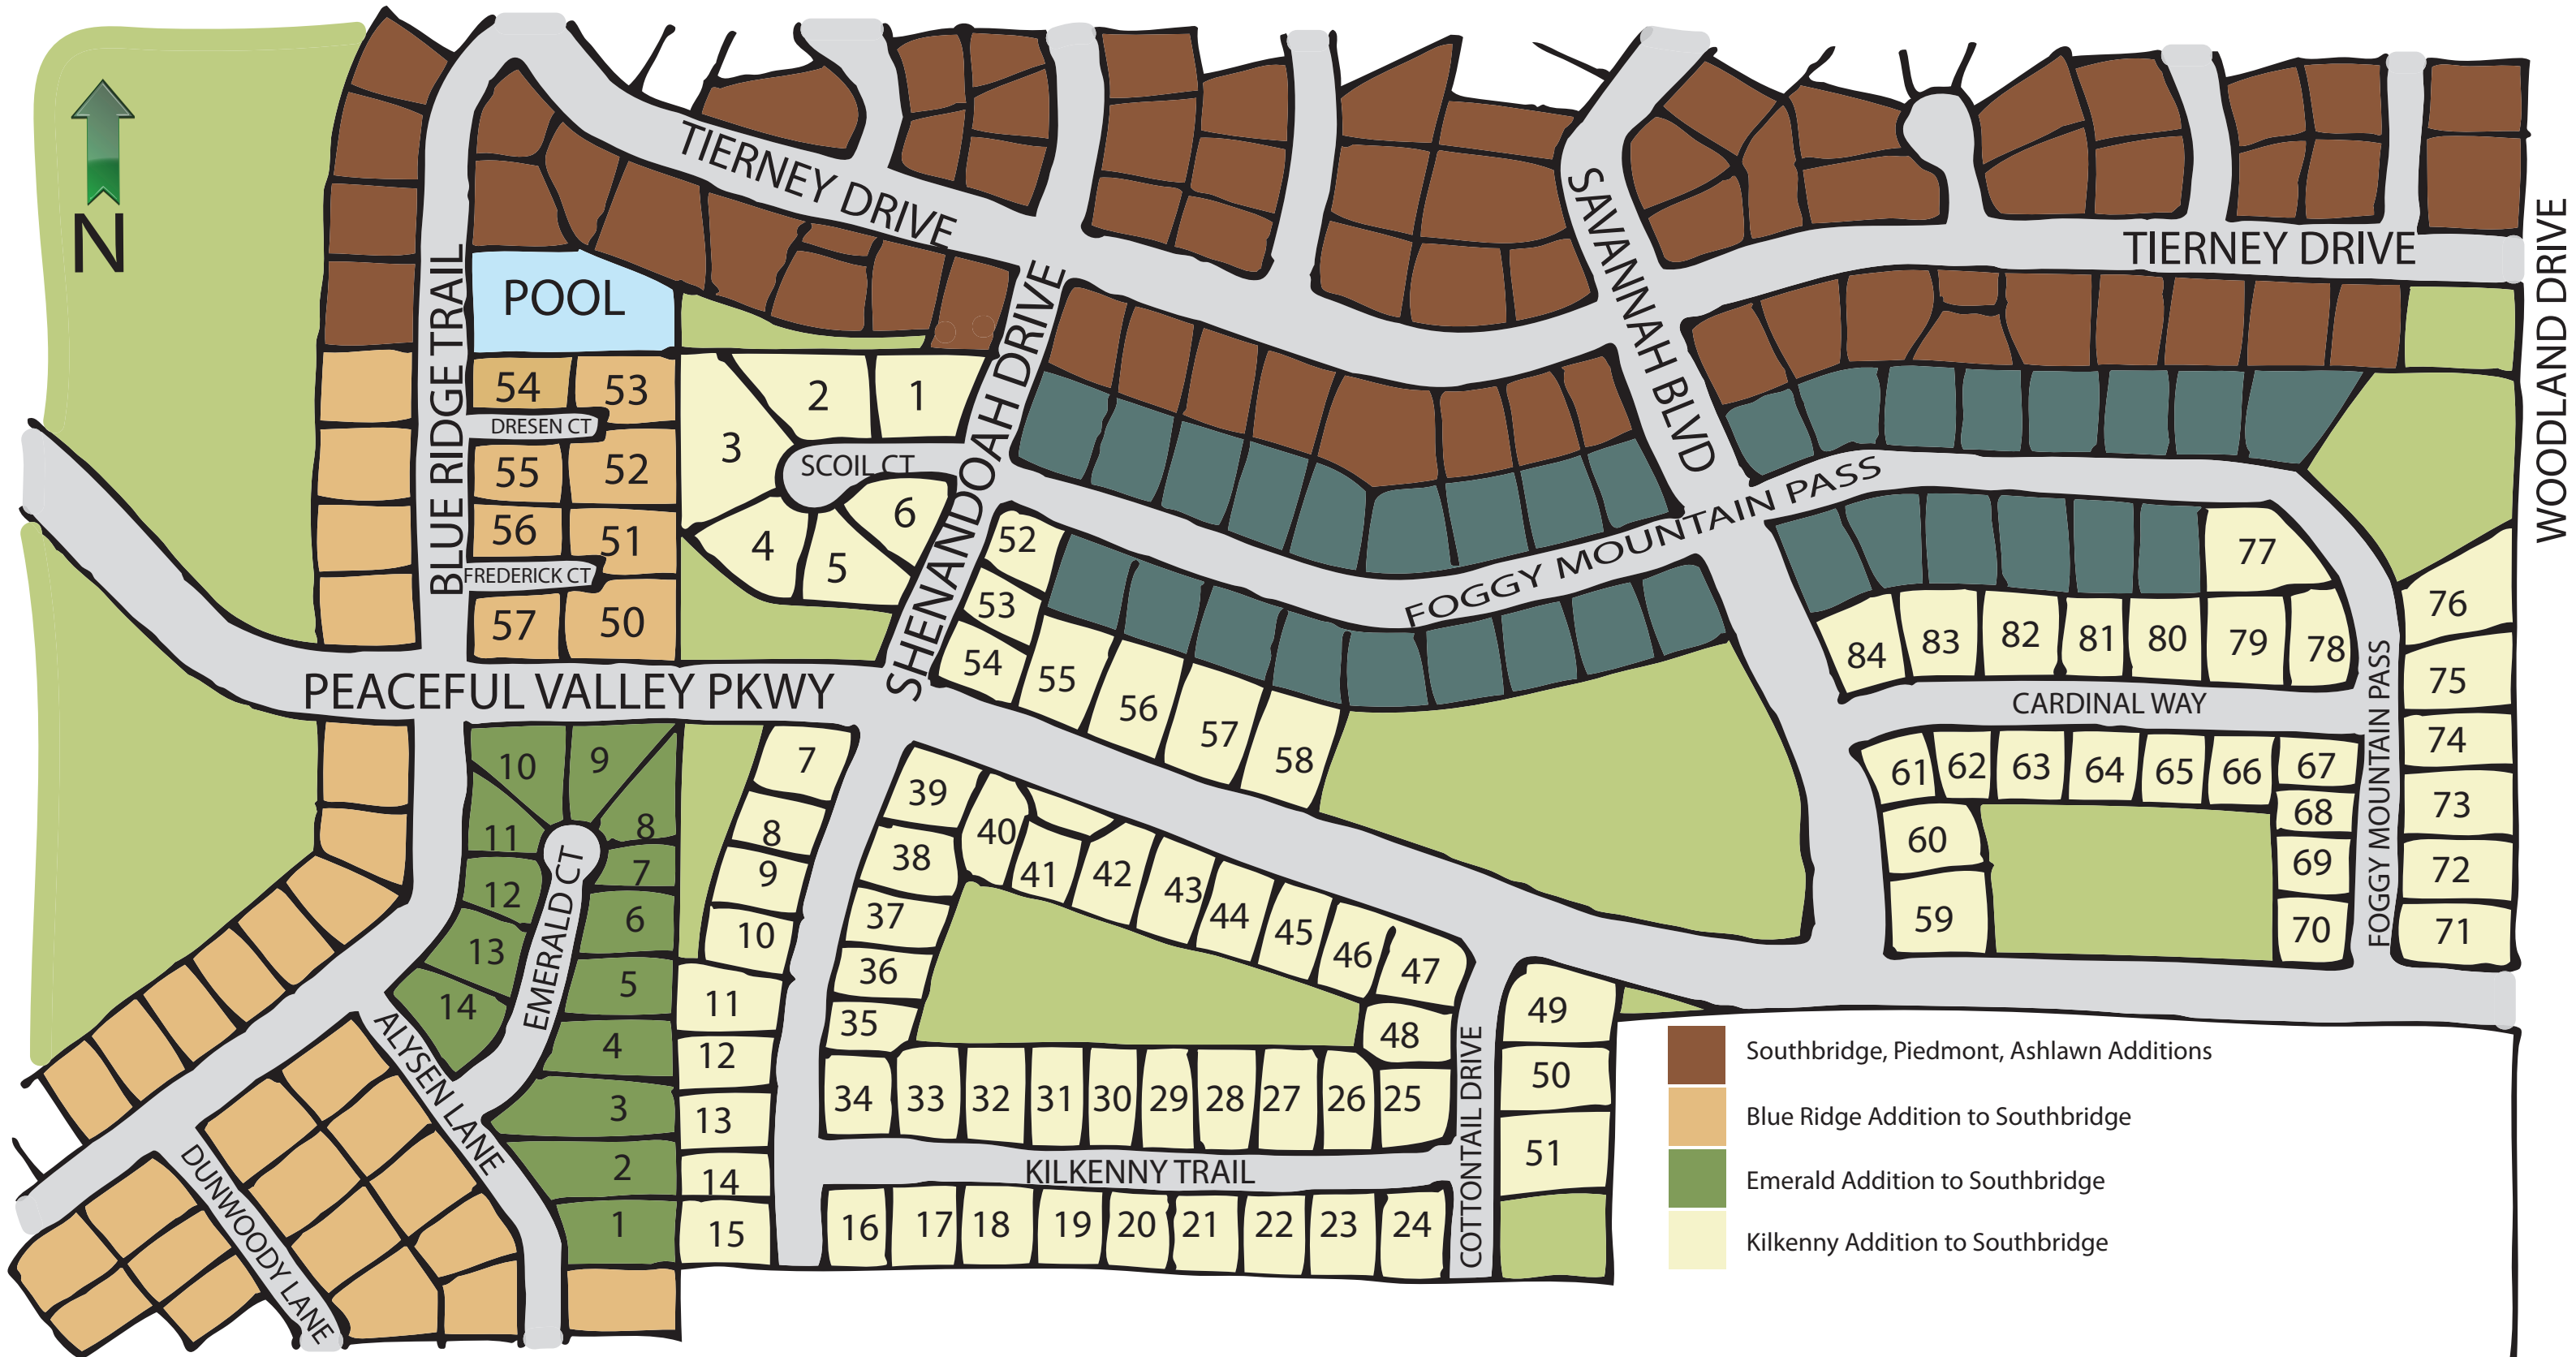 N
TIERNEY DRIVE
SAVANNAH BLVD
TIERNEY DRIVE
WOODLAND DRIVE
BLUE RIDGE TRAIL
POOL
SHENANDOAH DRIVE
54 53
DRESEN CT
55 52
56 51
FREDERICK CT
57 50
3 2 1
SCOIL CT
4 5 6
FOGGY MOUNTAIN PASS
52
53
54 55 56 57 58
77
84 83 82 81 80 79 78
76
75
74
73
72
71
CARDINAL WAY
FOGGY MOUNTAIN PASS
61 62 63 64 65 66 67
60 68
59 69
70
PEACEFUL VALLEY PKWY
10 9
11 8
12 7
13 6
14 5
EMERALD CT
4
3
2
1
ALYSEN LANE
DUNWOODY LANE
7
8
9
10
11
12
13
14
15
39 40 41 42 43 44 45 46 47
38
37
36
35
48
34 33 32 31 30 29 28 27 26 25
KILKENNY TRAIL
16 17 18 19 20 21 22 23 24
COTTONTAIL DRIVE
49
50
51
Southbridge, Piedmont, Ashlawn Additions
Blue Ridge Addition to Southbridge
Emerald Addition to Southbridge
Kilkenny Addition to Southbridge